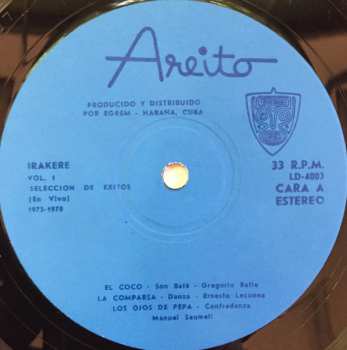 Areito
PRODUCIDO Y DISTRIBUIDO
POR EGREM - HABANA, CUBA
IRAKERE
VOL. I
SELECCION DE EXITOS
(En Vivo)
1973-1978
33 R.P.M.
LD-4003
CARA A
ESTEREO
EL COCO - Son Batá - Gregorio Batle
LA COMPARSA - Danza - Ernesto Lecuona
LOS OJOS DE PEPA - Contradanza
Manuel Saumell